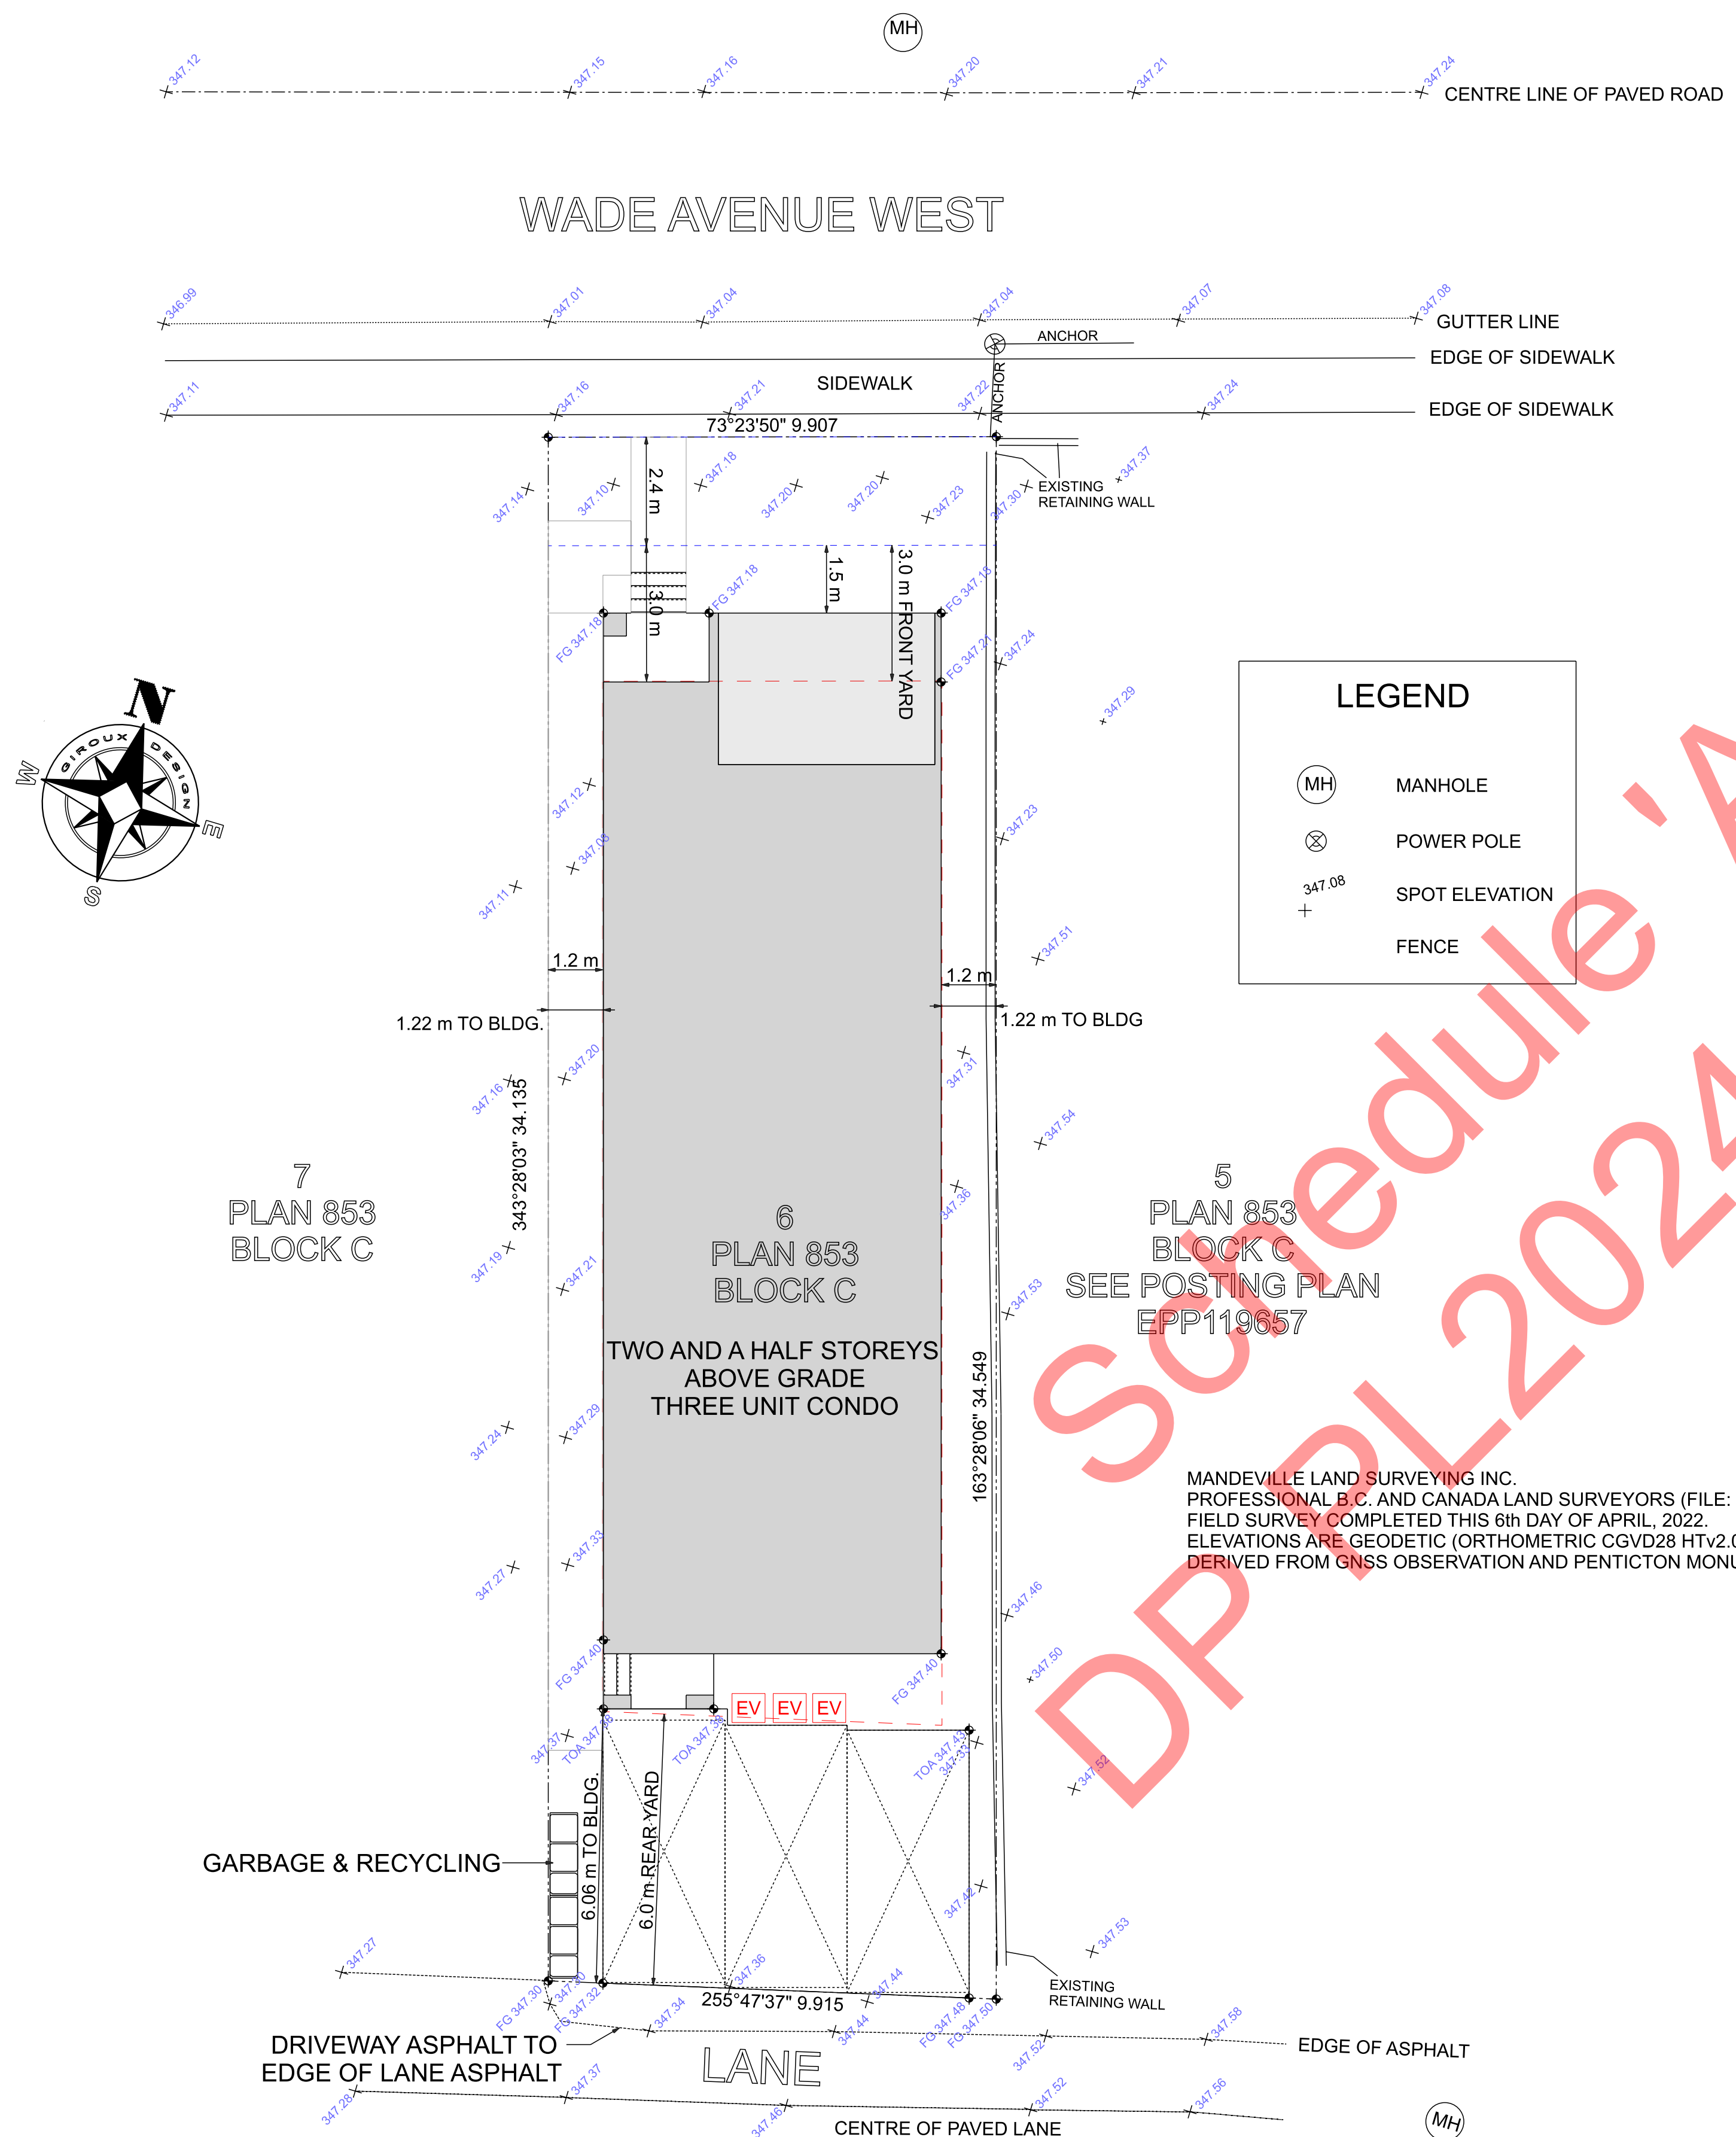 MH
347.12
347.15
347.16
347.20
347.21
347.24
CENTRE LINE OF PAVED ROAD
WADE AVENUE WEST
346.99
347.01
347.04
347.04
347.07
347.08
GUTTER LINE
ANCHOR
EDGE OF SIDEWALK
SIDEWALK
ANCHOR
347.11
347.16
347.21
347.22
347.24
EDGE OF SIDEWALK
73°23'50" 9.907
2.4 m
347.14
347.10
347.18
347.20
347.20
347.23
347.30
347.37
EXISTING
RETAINING WALL
3.0 m
1.5 m
3.0 m FRONT YARD
FG 347.18
FG 347.18
FG 347.18
FG 347.21
347.24
347.29
N
W
E
S
GIROUX DESIGN
LEGEND
MH
MANHOLE
POWER POLE
347.08
SPOT ELEVATION
FENCE
347.12
347.11
347.23
347.51
1.2 m
1.2 m
1.22 m TO BLDG.
1.22 m TO BLDG
347.20
347.16
347.31
347.54
343°28'03" 34.135
347.36
7
PLAN 853
BLOCK C
6
PLAN 853
BLOCK C
5
PLAN 853
BLOCK C
SEE POSTING PLAN
EPP119657
347.19
347.21
347.53
TWO AND A HALF STOREYS
ABOVE GRADE
THREE UNIT CONDO
163°28'06" 34.549
347.24
347.29
MANDEVILLE LAND SURVEYING INC.
PROFESSIONAL B.C. AND CANADA LAND SURVEYORS (FILE:
FIELD SURVEY COMPLETED THIS 6th DAY OF APRIL, 2022.
ELEVATIONS ARE GEODETIC (ORTHOMETRIC CGVD28 HTv2.0
DERIVED FROM GNSS OBSERVATION AND PENTICTON MONU
Schedule 'A
DP PL2024
347.27
347.33
347.46
FG 347.40
FG 347.40
347.50
EV
EV
EV
347.37
TOA 347.38
TOA 347.38
TOA 347.43
347.33
347.52
6.06 m TO BLDG.
6.0 m REAR YARD
GARBAGE & RECYCLING
347.42
347.53
347.27
347.36
347.44
EXISTING
RETAINING WALL
FG 347.30
347.30
FG 347.32
255°47'37" 9.915
347.34
347.44
FG 347.48
FG 347.50
347.52
347.58
EDGE OF ASPHALT
DRIVEWAY ASPHALT TO
EDGE OF LANE ASPHALT
LANE
347.28
347.37
347.46
347.52
347.56
CENTRE OF PAVED LANE
MH